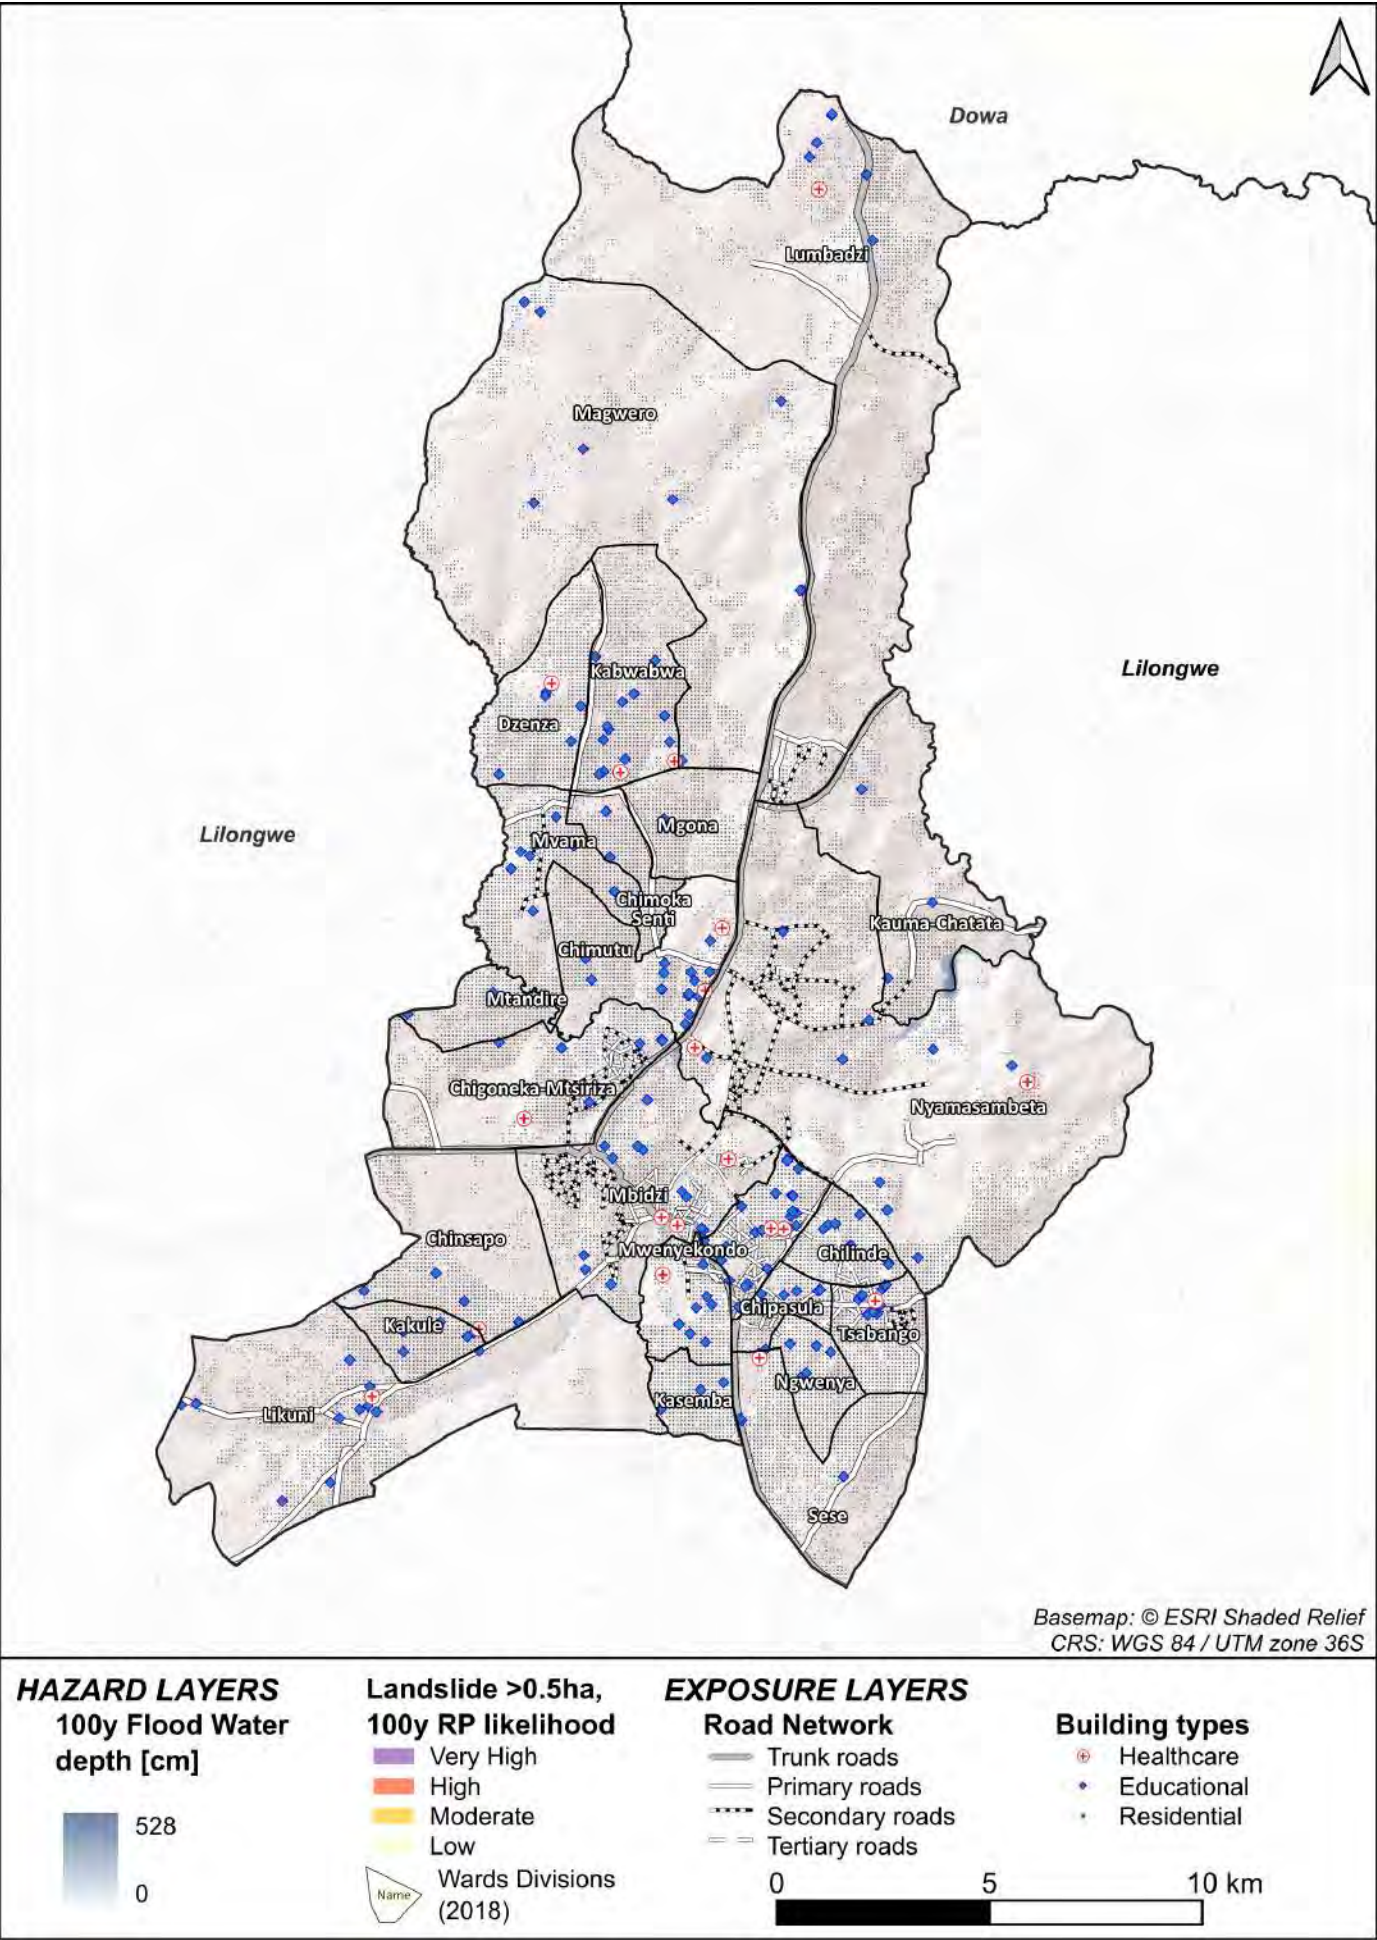 Dowa
Lumbadzi
Magwero
Lilongwe
Kabwabwa
Dzenza
Lilongwe
Mgona
Mvama
Chimoka
Senti
Kauma-Chatata
Chimutu
Mtandire
Chigoneka-Mtsiriza
Nyamasambeta
Mbidzi
Chinsapo
Mwenyekondo
Chilinde
Chipasula
Kakule
Tsabango
Ngwenya
Kasemba
Likuni
Sese
Basemap: © ESRI Shaded Relief
CRS: WGS 84 / UTM zone 36S
HAZARD LAYERS
100y Flood Water
depth [cm]
528
0
Landslide >0.5ha,
100y RP likelihood
Very High
High
Moderate
Low
Name
Wards Divisions
(2018)
EXPOSURE LAYERS
Road Network
Trunk roads
Primary roads
Secondary roads
Tertiary roads
Building types
Healthcare
Educational
Residential
0 5 10 km